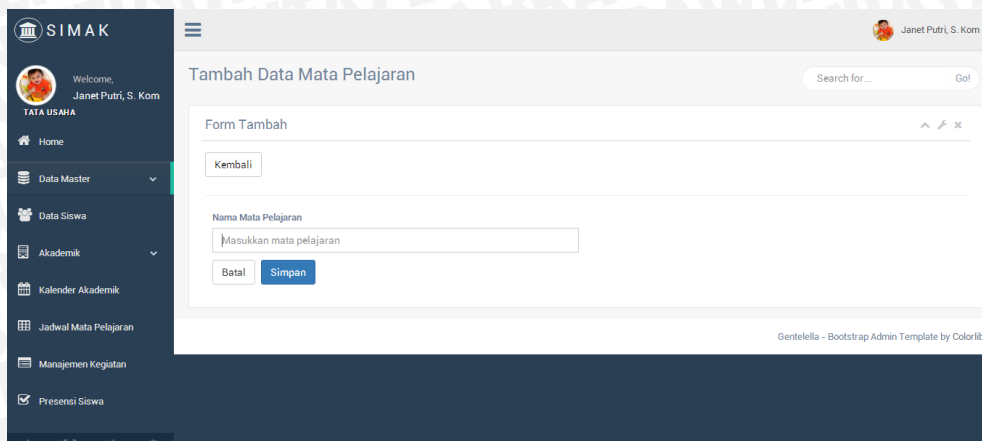 SIMAK
Janet Putri, S. Kom
Welcome,
Janet Putri, S. Kom
TATA USAHA
Home
Data Master
Data Siswa
Akademik
Kalender Akademik
Jadwal Mata Pelajaran
Manajemen Kegiatan
Presensi Siswa
Tambah Data Mata Pelajaran
Search for... Go!
Form Tambah
Kembali
Nama Mata Pelajaran
Masukkan mata pelajaran
Batal Simpan
Gentelella - Bootstrap Admin Template by Colorlib